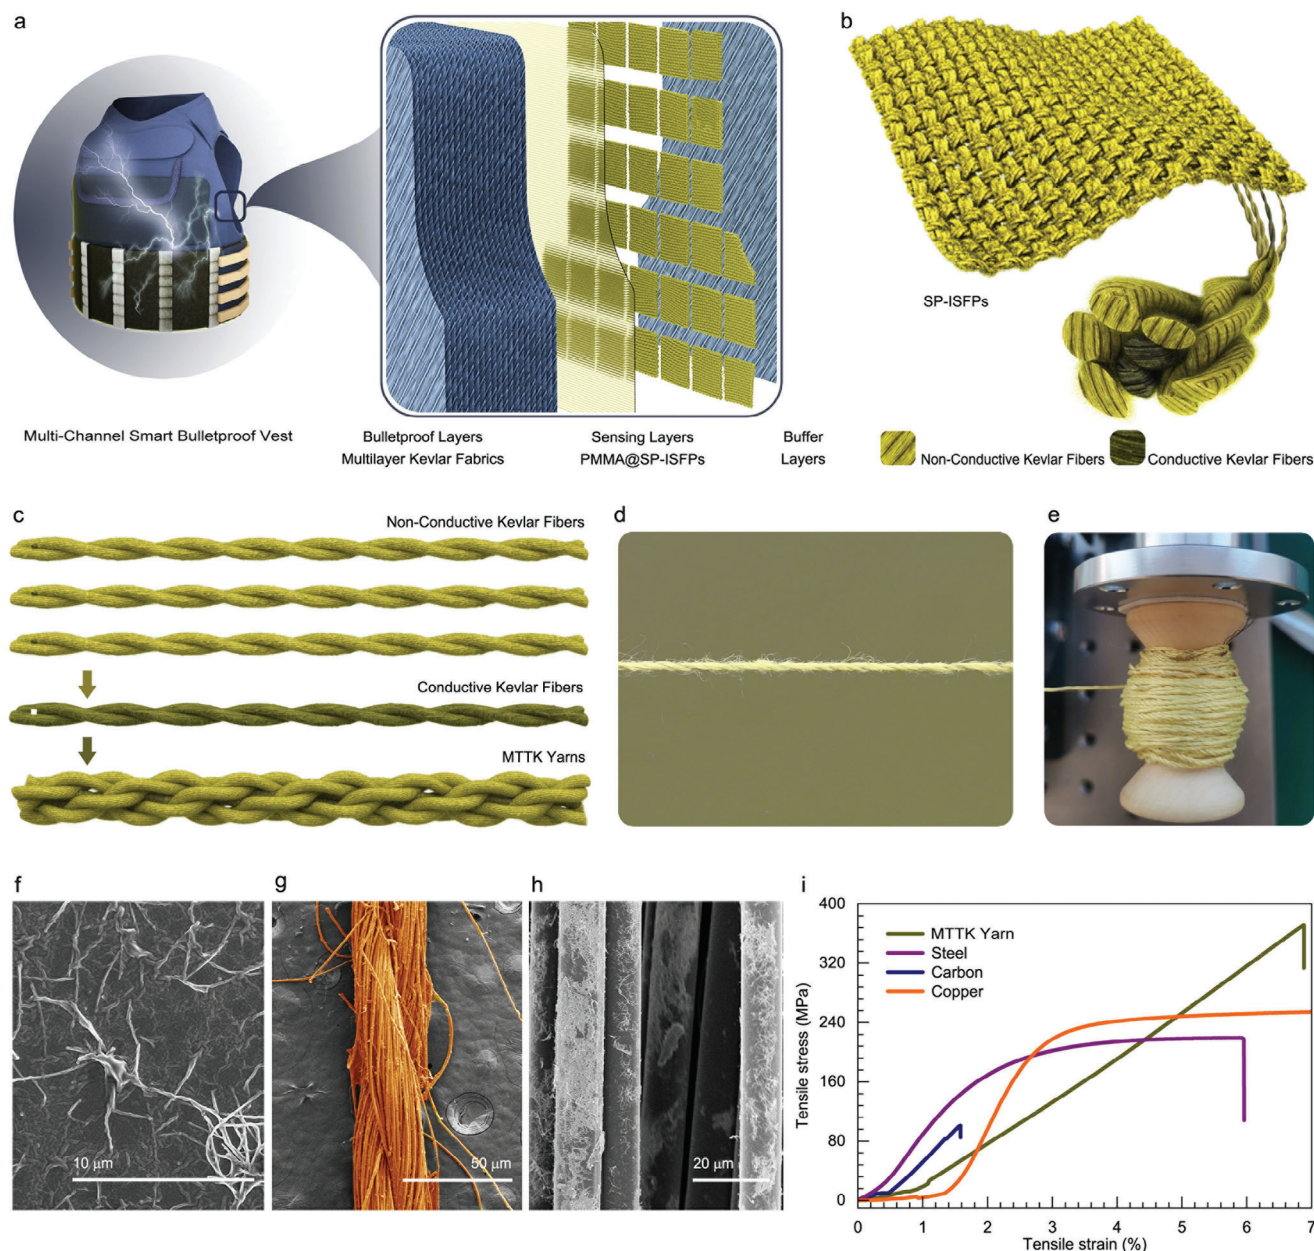 a
b
Multi-Channel Smart Bulletproof Vest
Bulletproof Layers
Multilayer Kevlar Fabrics
Sensing Layers
PMMA@SP-ISFPs
Buffer
Layers
SP-ISFPs
Non-Conductive Kevlar Fibers
Conductive Kevlar Fibers
c
Non-Conductive Kevlar Fibers
Conductive Kevlar Fibers
MTTK Yarns
d
e
f
10 μm
g
50 μm
h
20 μm
i
400
320
240
160
80
0
Tensile stress (MPa)
MTTK Yarn
Steel
Carbon
Copper
0 1 2 3 4 5 6 7
Tensile strain (%)